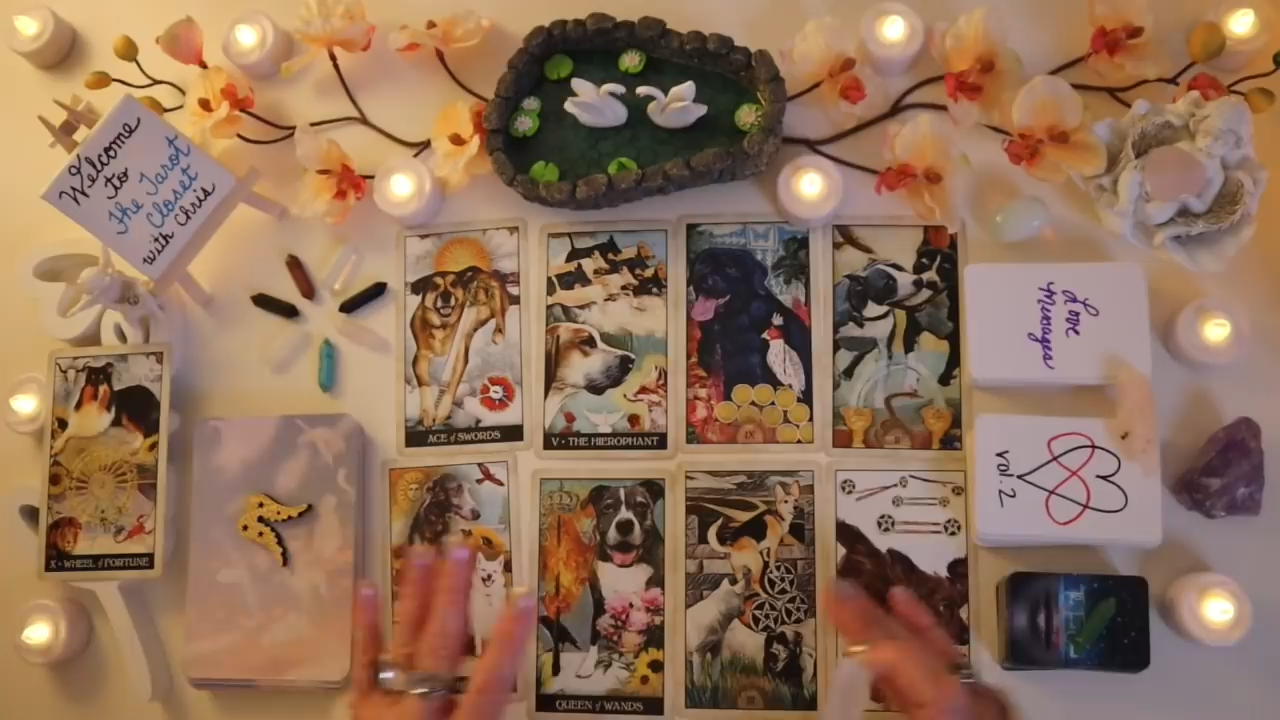 Welcome
to
The Tarot
Closet
with Chris
ACE of SWORDS
V • THE HIEROPHANT
IX
Love
Messages
X • WHEEL of FORTUNE
vol. 2
QUEEN of WANDS
III